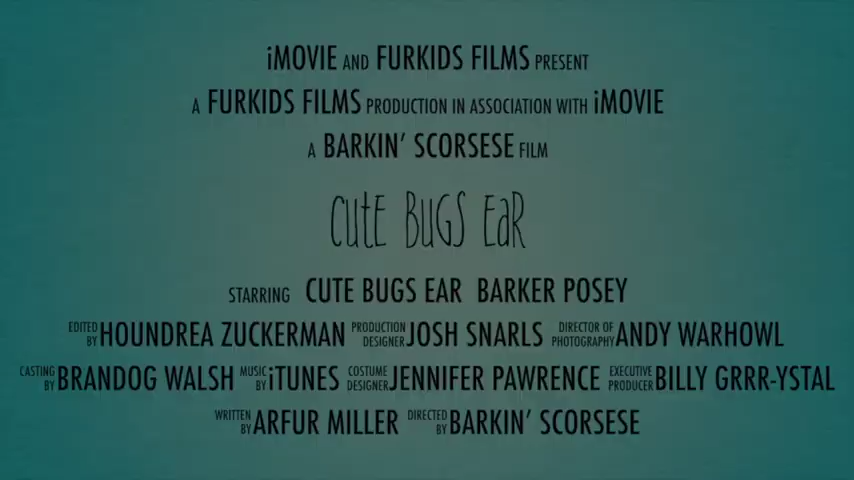 iMOVIE AND FURKIDS FILMS PRESENT
A FURKIDS FILMS PRODUCTION IN ASSOCIATION WITH iMOVIE
A BARKIN' SCORSESE FILM
CUTE BUGS EaR
STARRING CUTE BUGS EAR BARKER POSEY
EDITED BY HOUNDREA ZUCKERMAN PRODUCTION DESIGNER JOSH SNARLS DIRECTOR OF PHOTOGRAPHY ANDY WARHOWL
CASTING BY BRANDOG WALSH MUSIC BY iTUNES COSTUME DESIGNER JENNIFER PAWRENCE EXECUTIVE PRODUCER BILLY GRRR-YSTAL
WRITTEN BY ARFUR MILLER DIRECTED BY BARKIN' SCORSESE